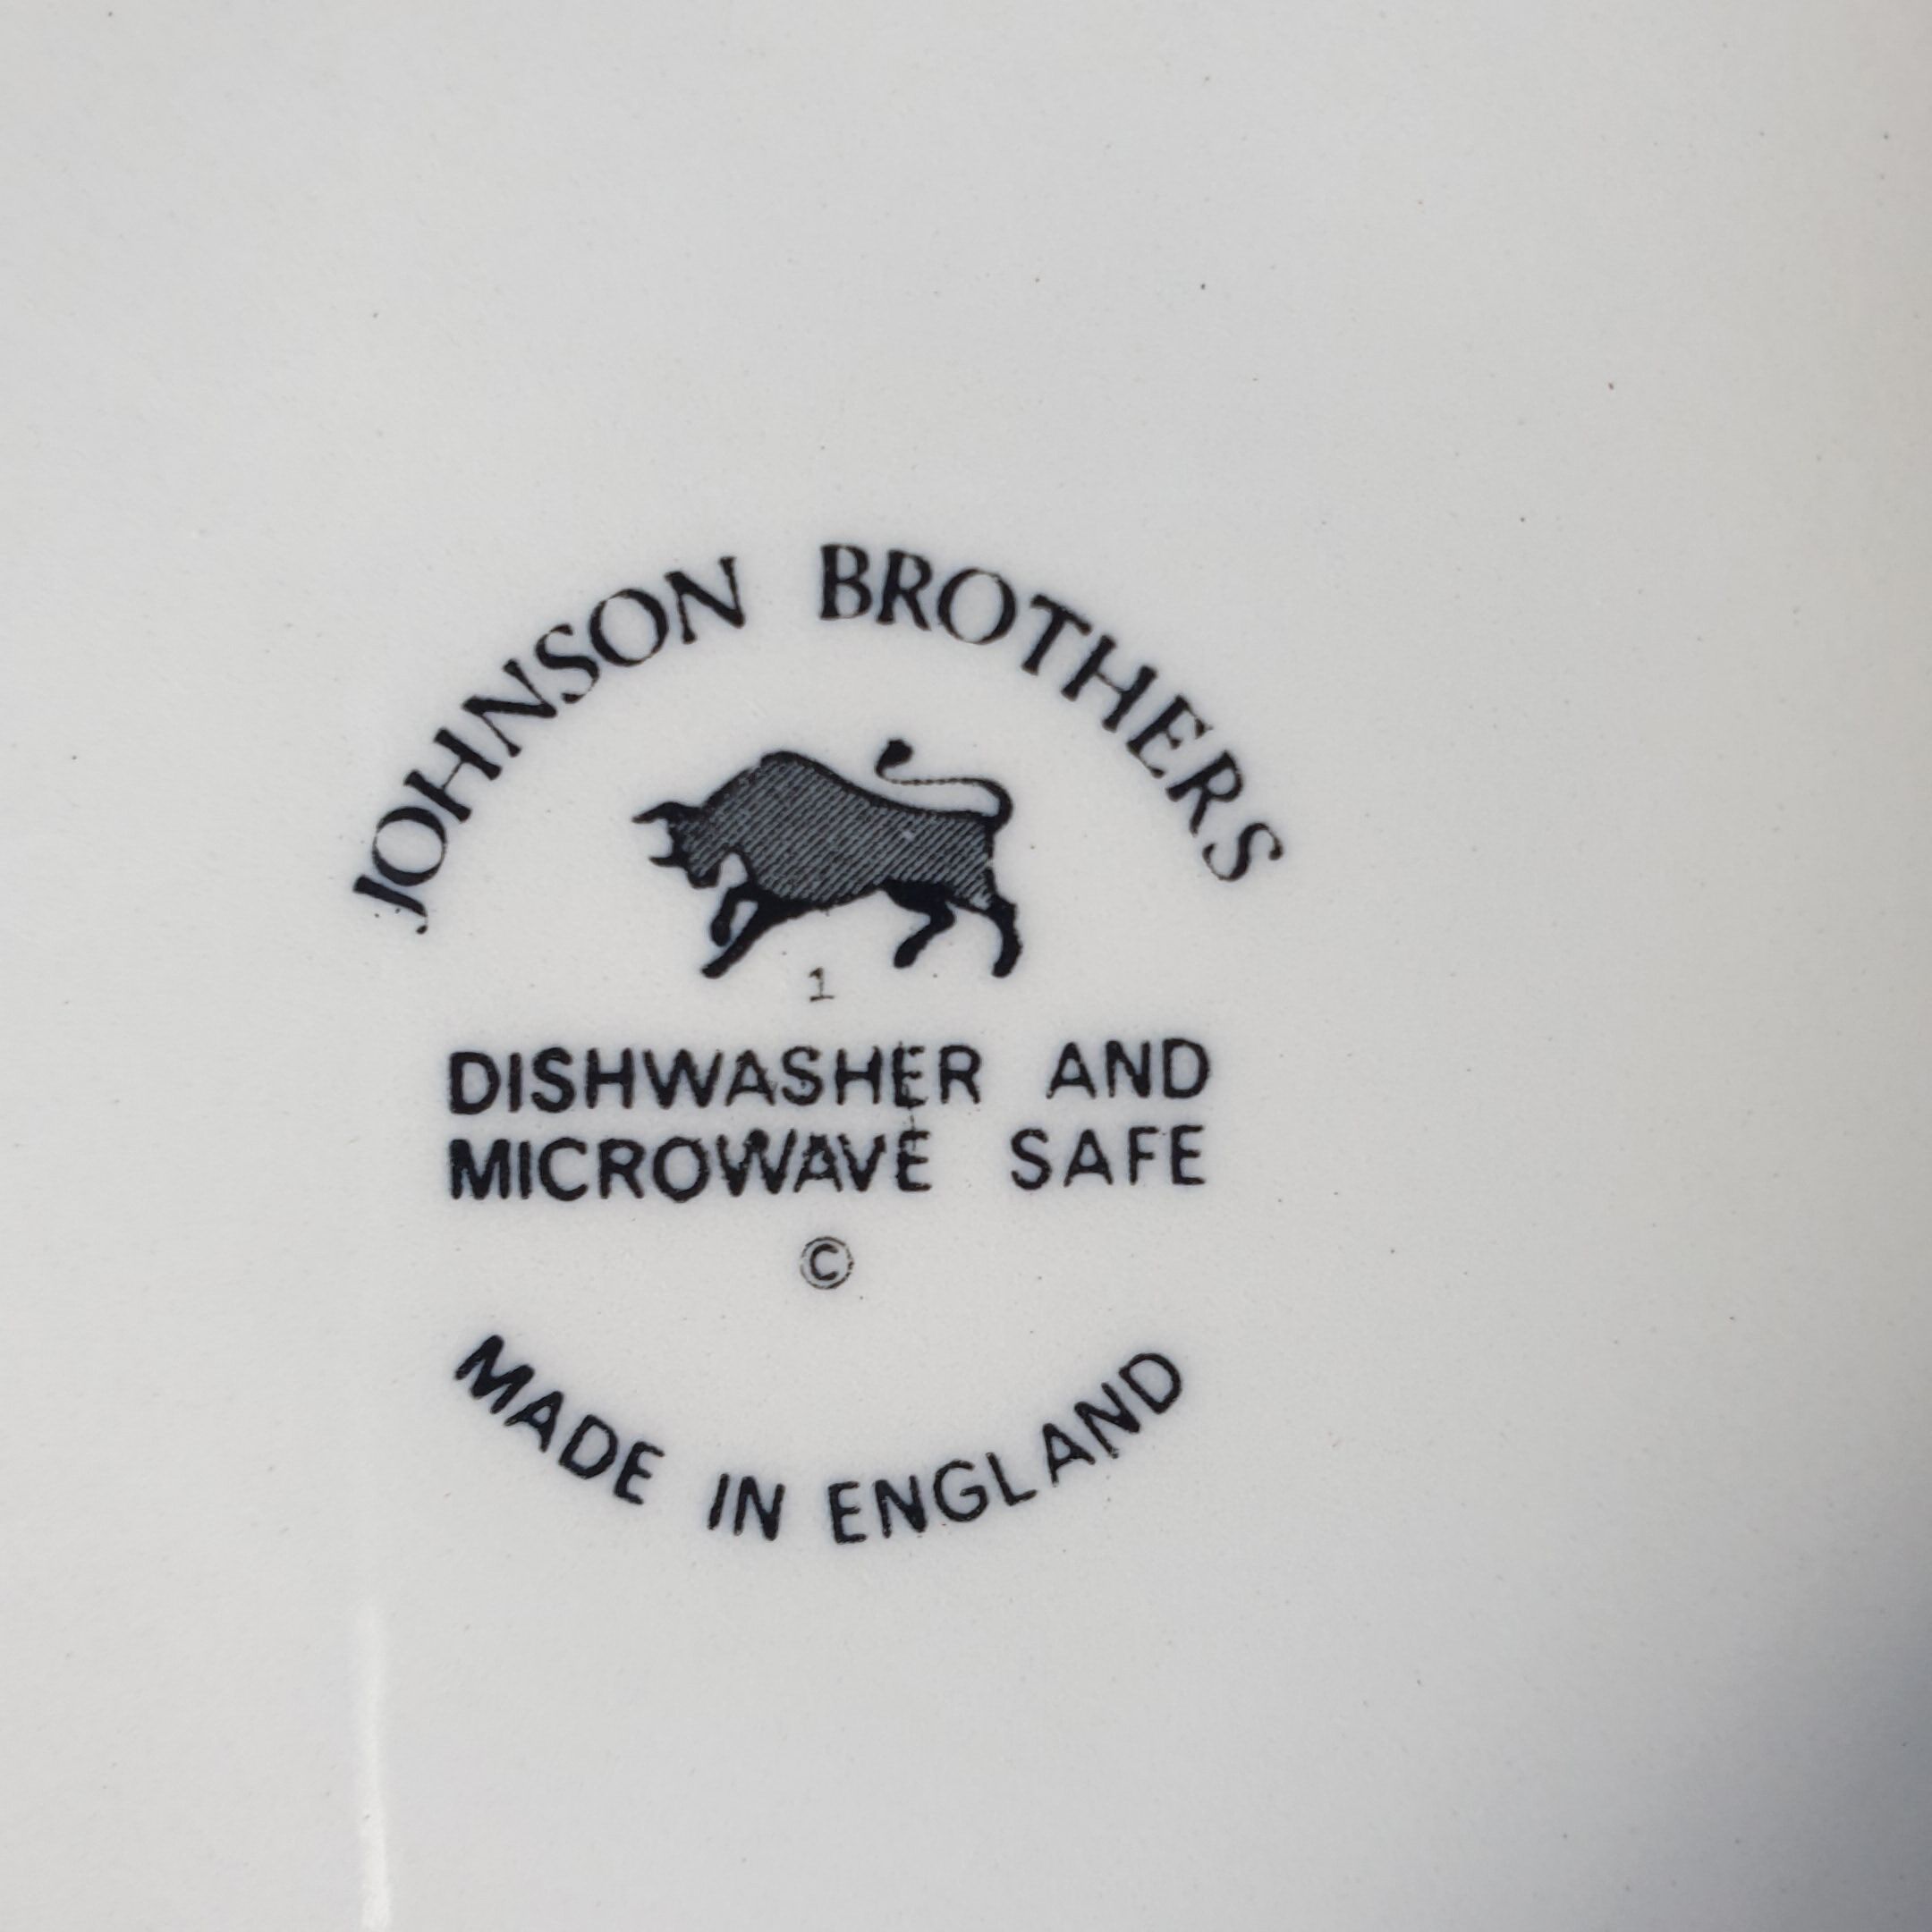 JOHNSON BROTHERS
1
DISHWASHER AND
MICROWAVE SAFE
©
MADE IN ENGLAND